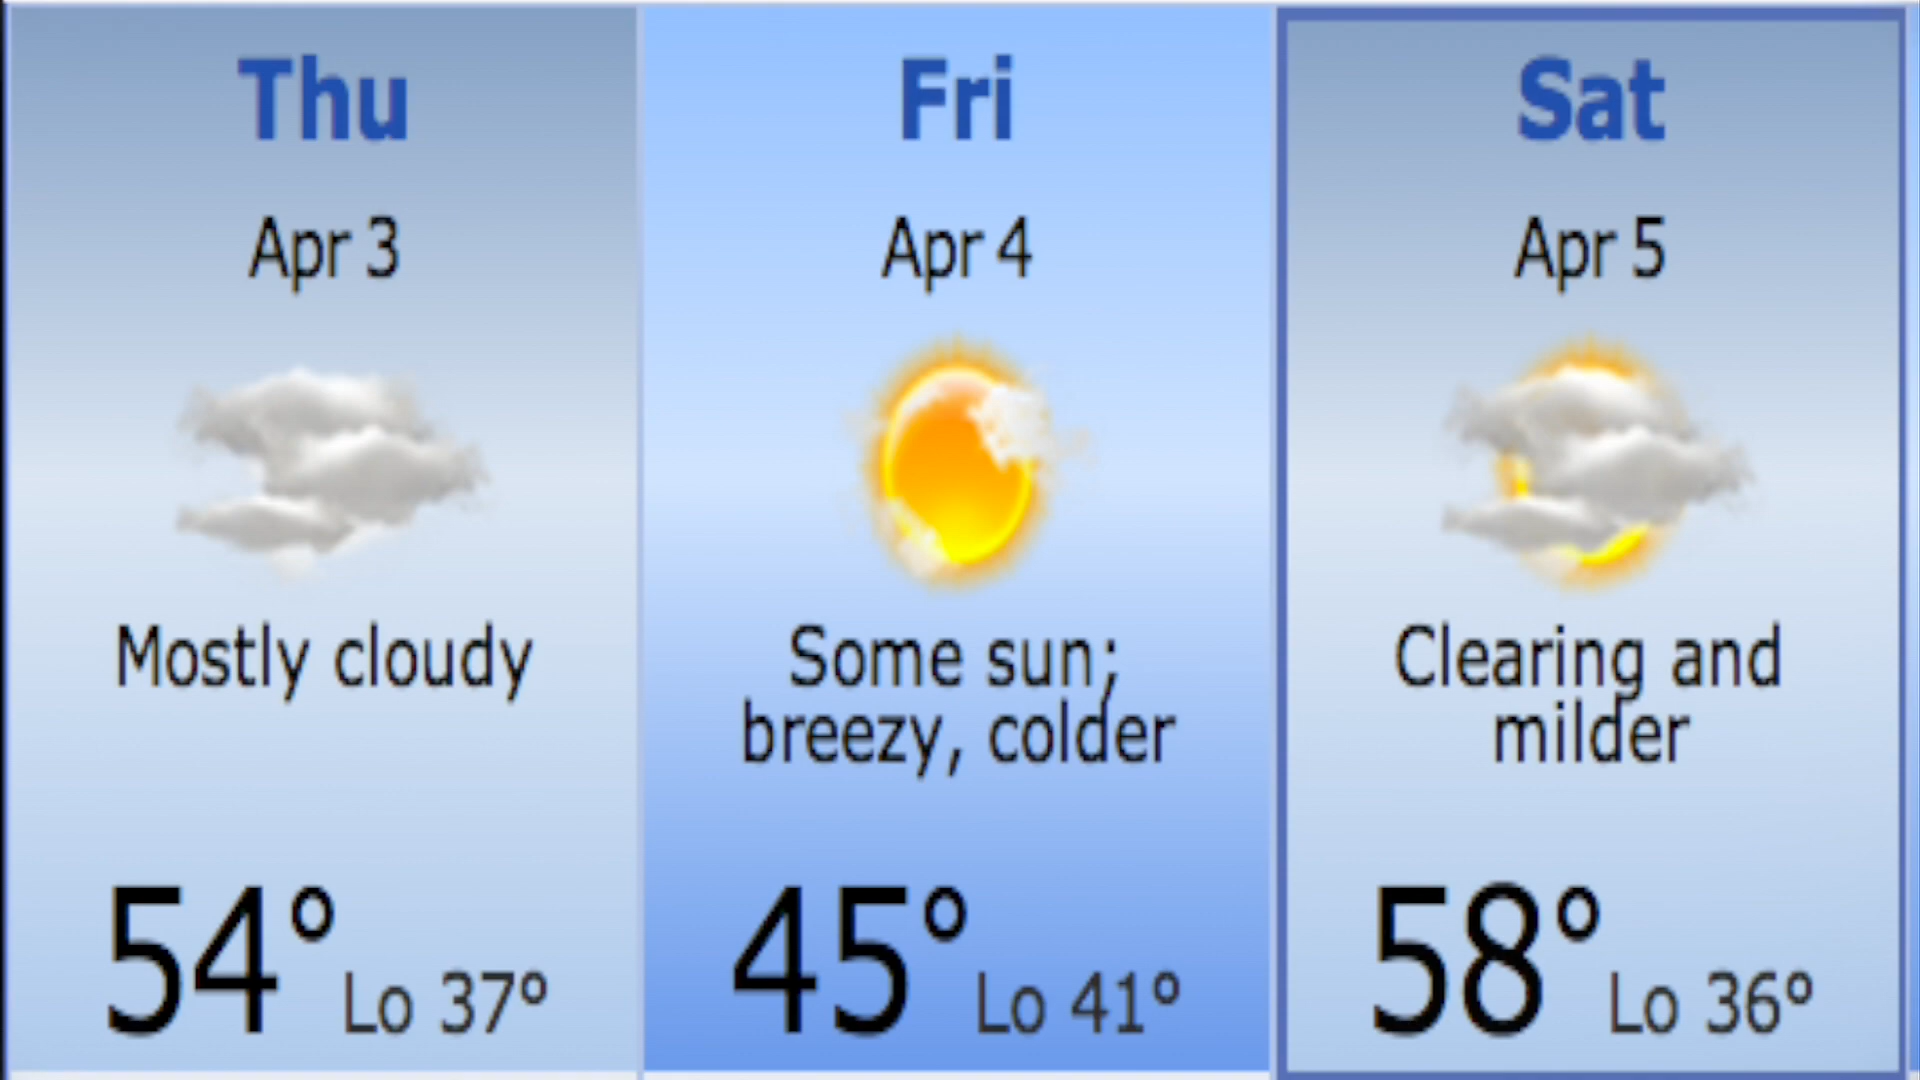 Thu
Apr 3
Mostly cloudy
54° Lo 37°
Fri
Apr 4
Some sun;
breezy, colder
45° Lo 41°
Sat
Apr 5
Clearing and
milder
58° Lo 36°